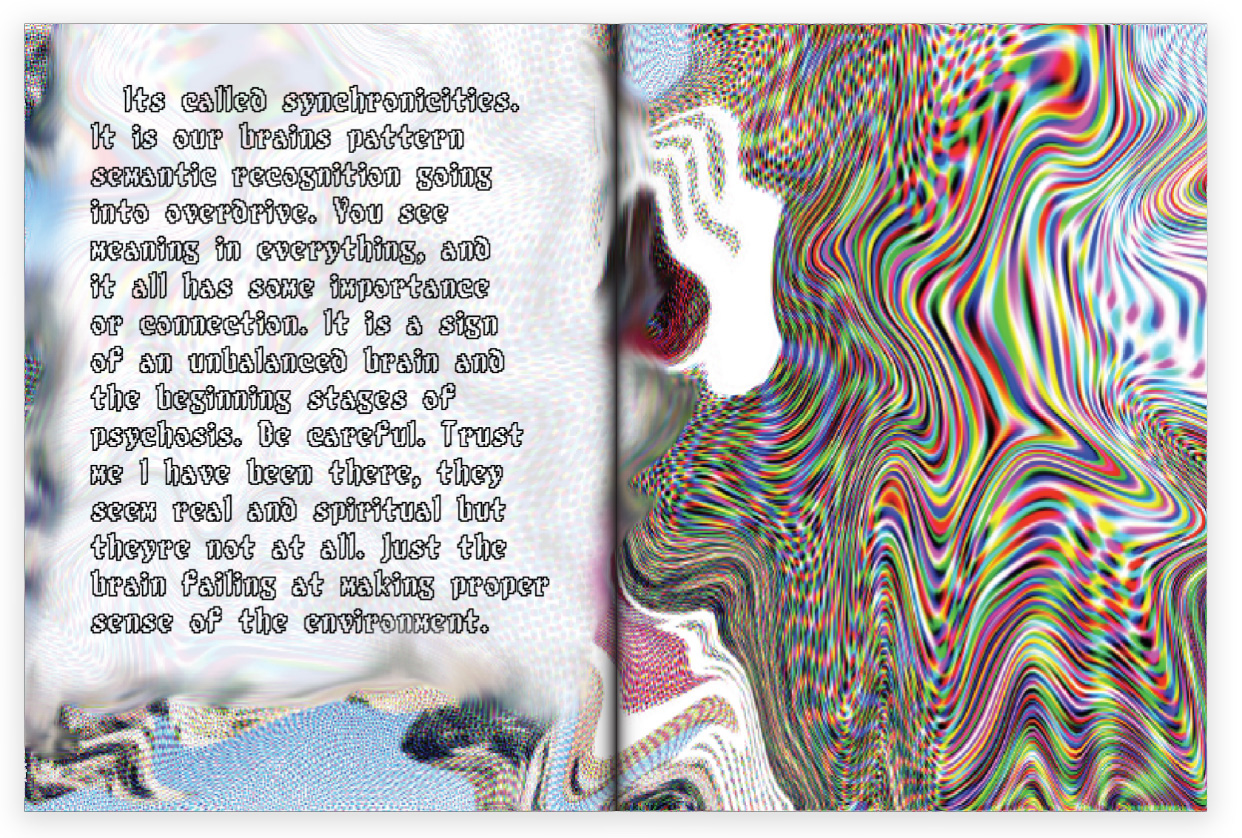 Its called synchronicities.
It is our brains pattern
semantic recognition going
into overdrive. You see
meaning in everything, and
it all has some importance
or connection. It is a sign
of an unbalanced brain and
the beginning stages of
psychosis. Be careful. Trust
me I have been there, they
seem real and spiritual but
theyre not at all. Just the
brain failing at making proper
sense of the environment.